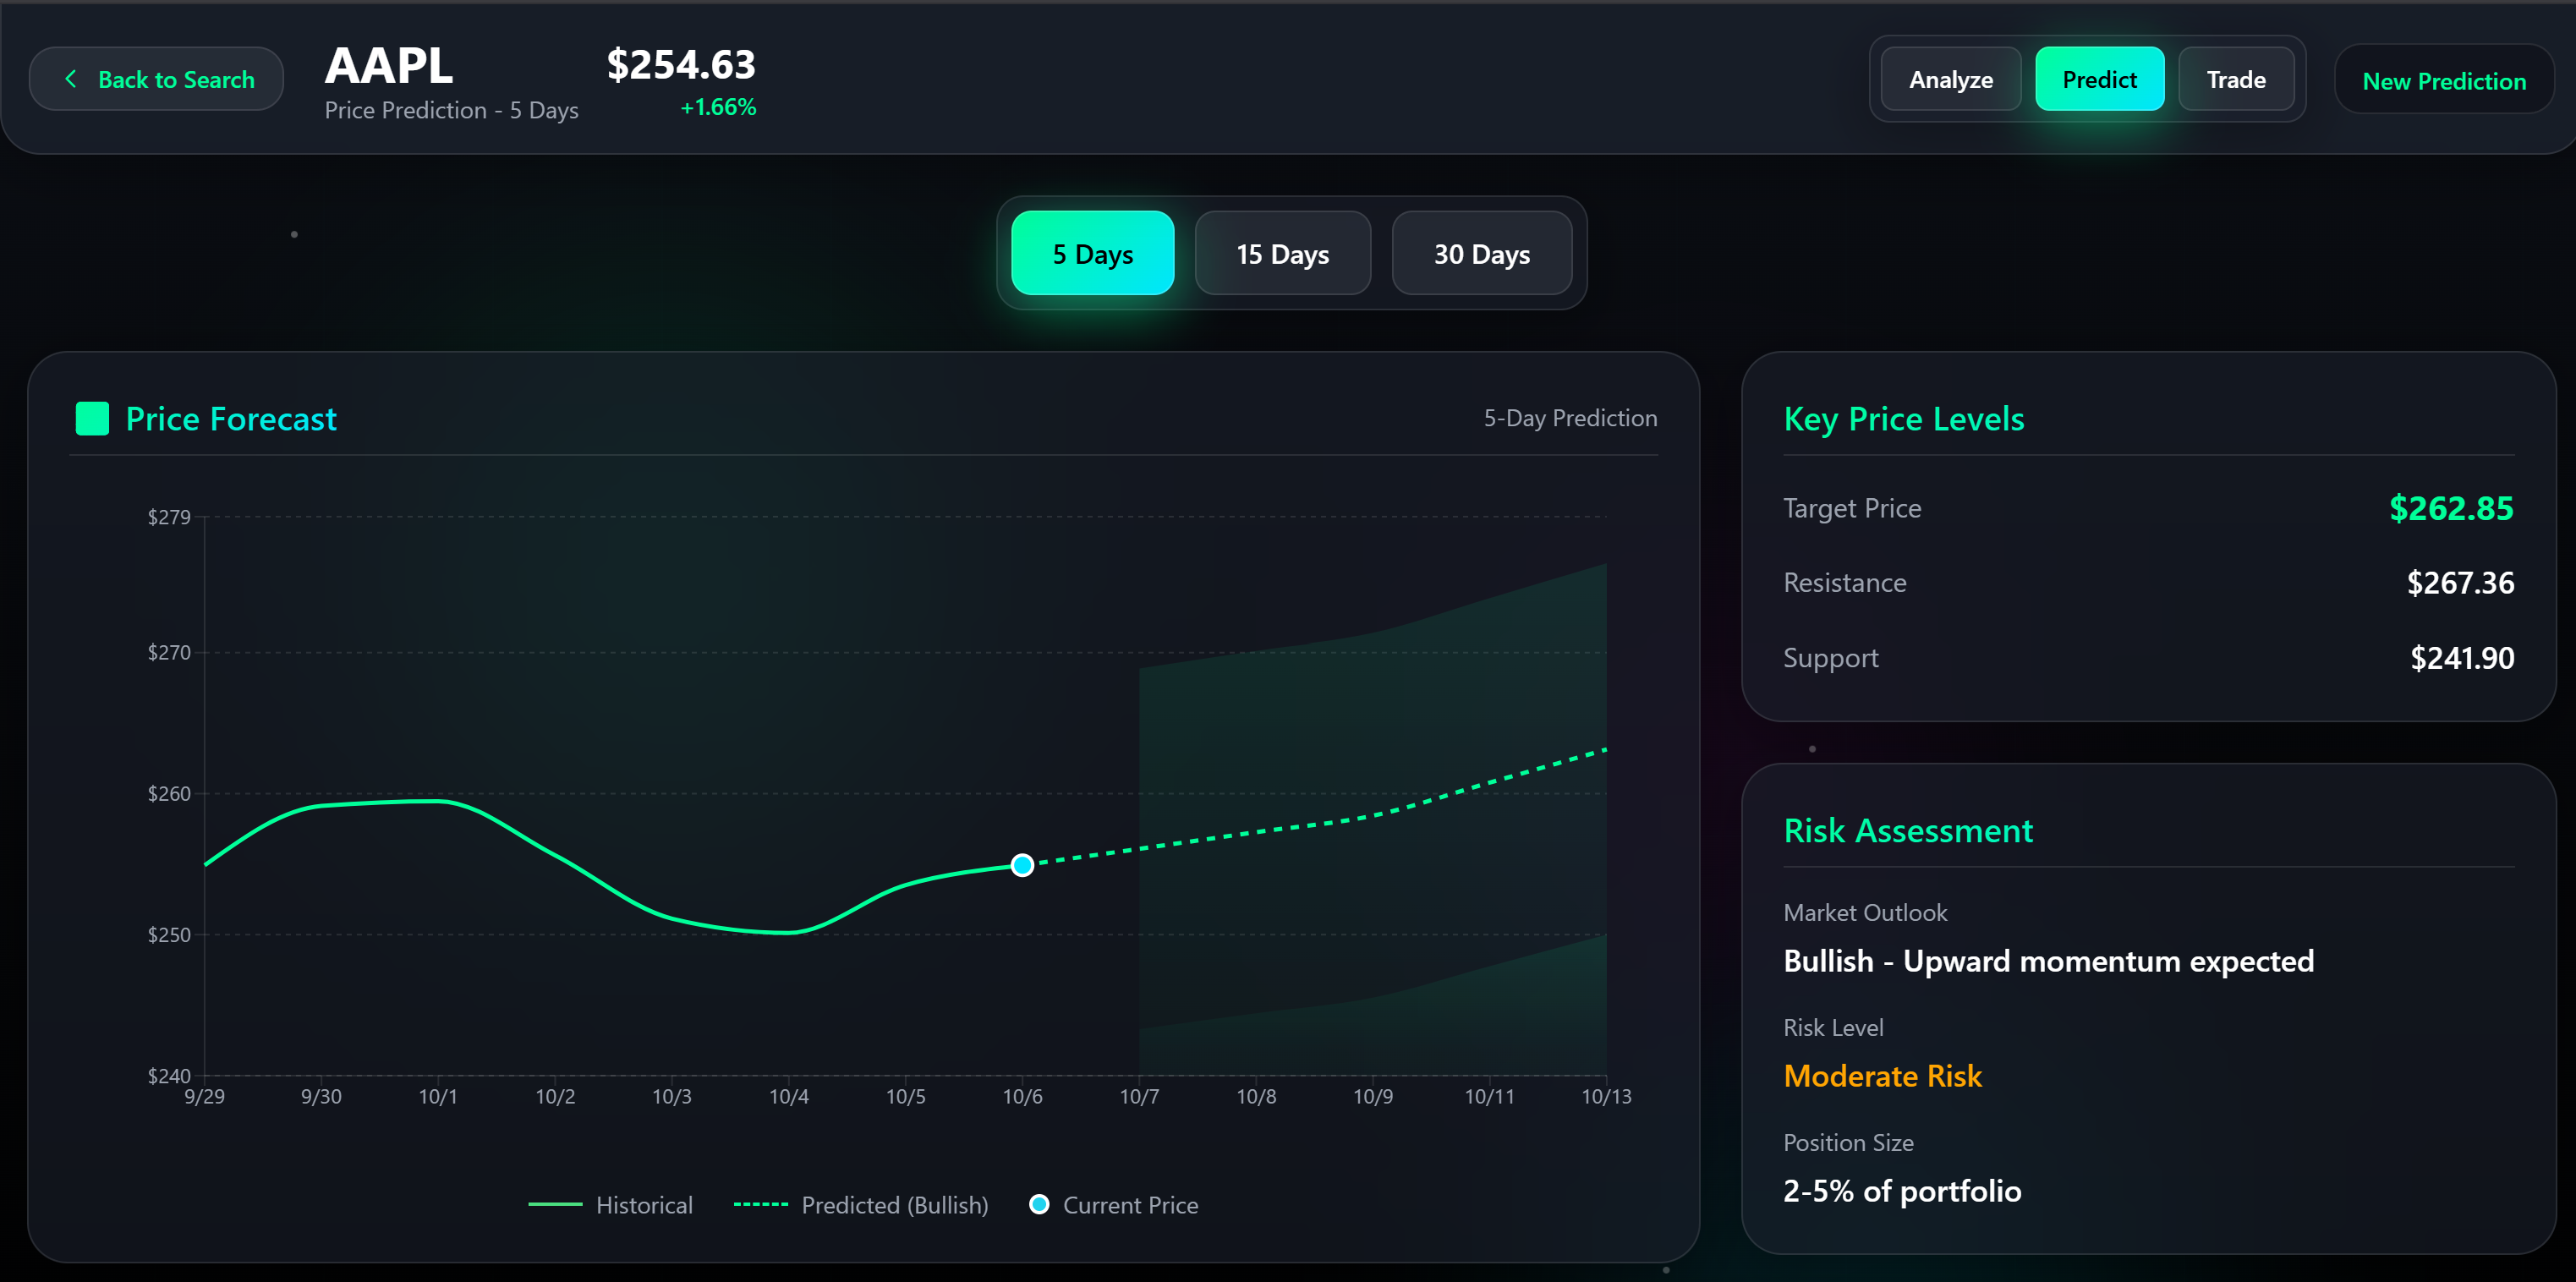 Back to Search
AAPL
Price Prediction - 5 Days
$254.63
+1.66%
Analyze
Predict
Trade
New Prediction
5 Days
15 Days
30 Days
Price Forecast
5-Day Prediction
$279
$270
$260
$250
$240
9/29 9/30 10/1 10/2 10/3 10/4 10/5 10/6 10/7 10/8 10/9 10/11 10/13
Historical
Predicted (Bullish)
Current Price
Key Price Levels
Target Price $262.85
Resistance $267.36
Support $241.90
Risk Assessment
Market Outlook
Bullish - Upward momentum expected
Risk Level
Moderate Risk
Position Size
2-5% of portfolio